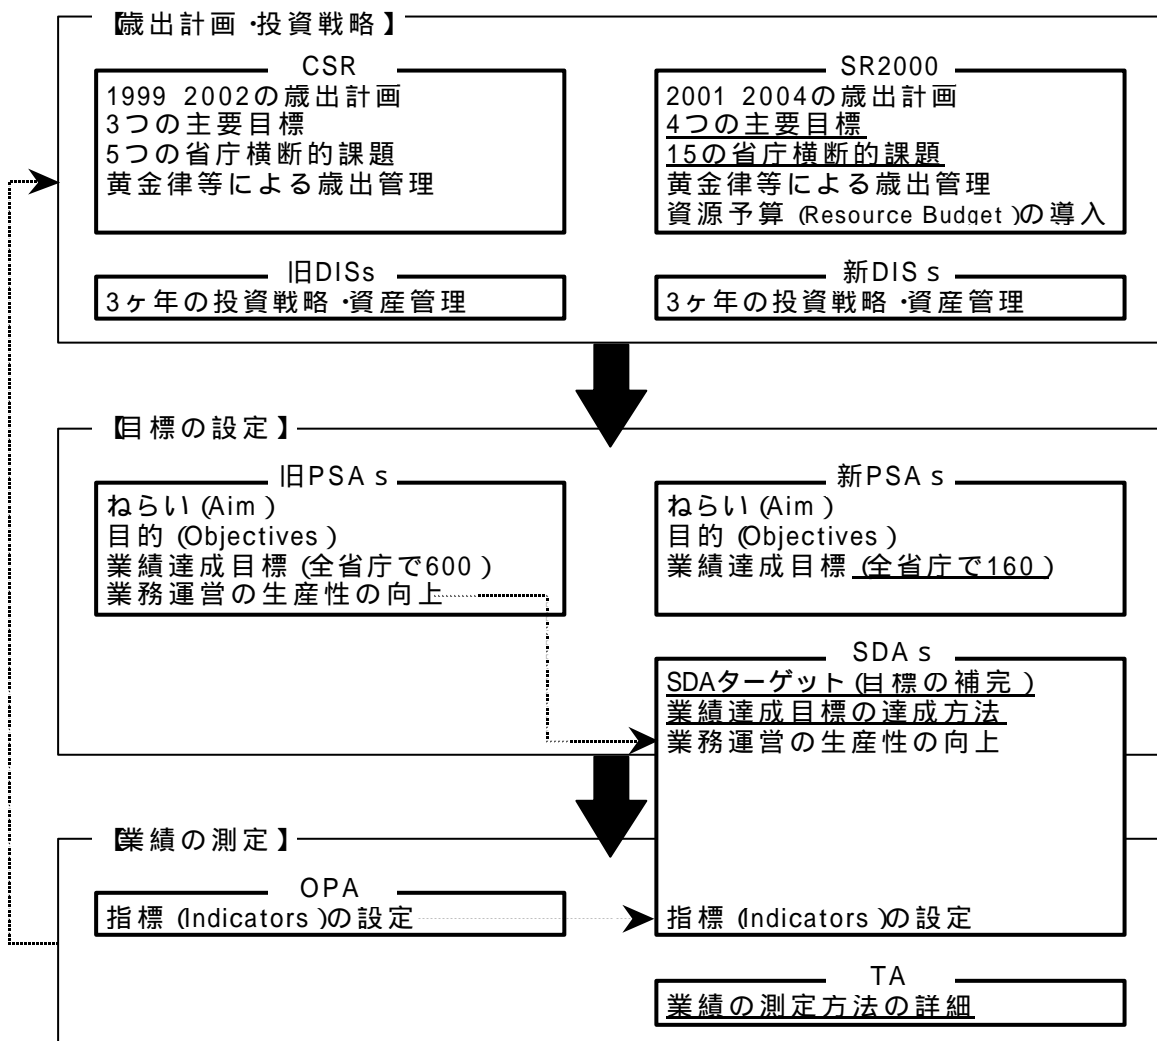 【歳出計画・投資戦略】
CSR
1999 2002の歳出計画
3つの主要目標
5つの省庁横断的課題
黄金律等による歳出管理
SR2000
2001 2004の歳出計画
4つの主要目標
15の省庁横断的課題
黄金律等による歳出管理
資源予算(Resource Budget)の導入
旧DISs
3ヶ年の投資戦略・資産管理
新DISs
3ヶ年の投資戦略・資産管理
【目標の設定】
旧PSAs
ねらい(Aim)
目的(Objectives)
業績達成目標(全省庁で600)
業務運営の生産性の向上
新PSAs
ねらい(Aim)
目的(Objectives)
業績達成目標(全省庁で160)
SDAs
SDAターゲット(目標の補完)
業績達成目標の達成方法
業務運営の生産性の向上
【業績の測定】
OPA
指標(Indicators)の設定
指標(Indicators)の設定
TA
業績の測定方法の詳細